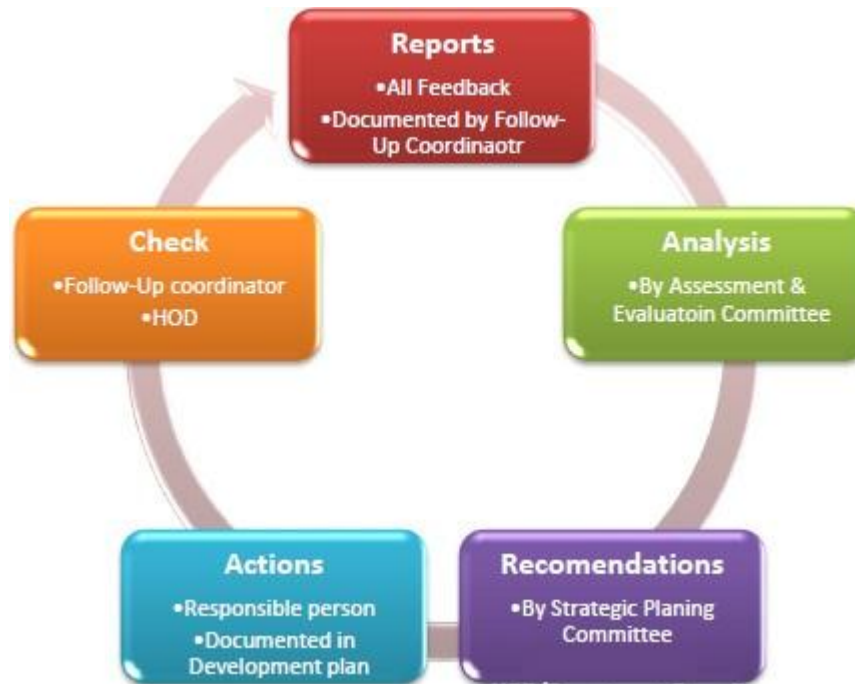 Reports
•All Feedback
•Documented by Follow-
Up Coordinaotr
Analysis
•By Assessment &
Evaluatoin Committee
Recomendations
•By Strategic Planing
Committee
Actions
•Responsible person
•Documented in
Development plan
Check
•Follow-Up coordinator
•HOD